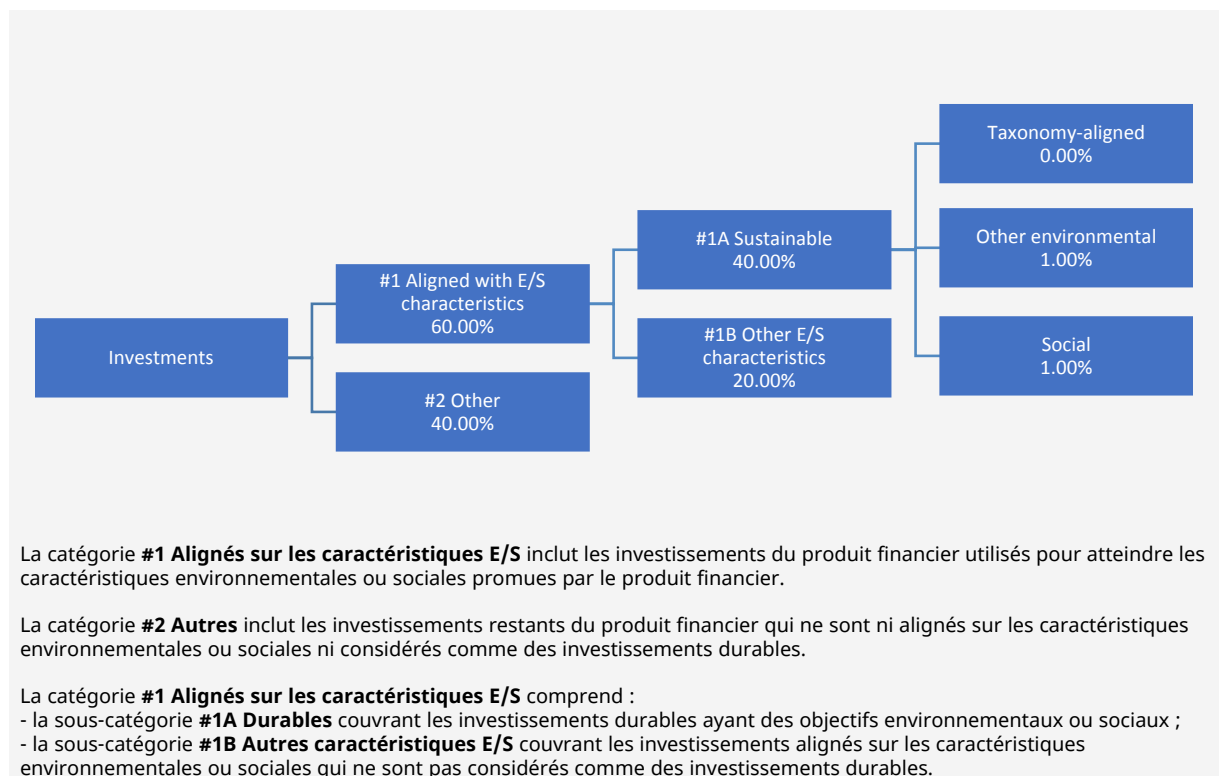 Taxonomy-aligned
0.00%
#1A Sustainable
40.00%
Other environmental
1.00%
#1 Aligned with E/S
characteristics
60.00%
Investments
#1B Other E/S
characteristics
20.00%
Social
1.00%
#2 Other
40.00%
La catégorie #1 Alignés sur les caractéristiques E/S inclut les investissements du produit financier utilisés pour atteindre les
caractéristiques environnementales ou sociales promues par le produit financier.
La catégorie #2 Autres inclut les investissements restants du produit financier qui ne sont ni alignés sur les caractéristiques
environnementales ou sociales ni considérés comme des investissements durables.
La catégorie #1 Alignés sur les caractéristiques E/S comprend :
- la sous-catégorie #1A Durables couvrant les investissements durables ayant des objectifs environnementaux ou sociaux ;
- la sous-catégorie #1B Autres caractéristiques E/S couvrant les investissements alignés sur les caractéristiques
environnementales ou sociales qui ne sont pas considérés comme des investissements durables.